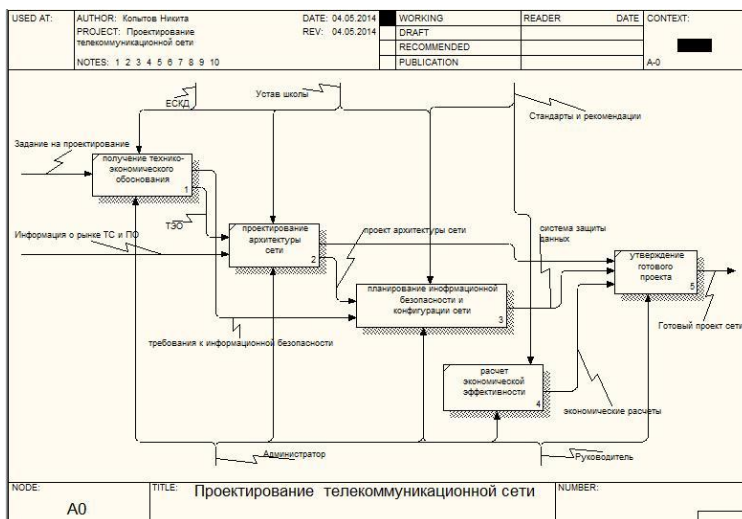 USED AT:
AUTHOR: Копытов Никита
DATE: 04.05.2014
WORKING
READER
DATE
CONTEXT:
PROJECT: Проектирование
телекоммуникационной сети
REV: 04.05.2014
DRAFT
RECOMMENDED
NOTES: 1 2 3 4 5 6 7 8 9 10
PUBLICATION
A-0
ЕСКД
Устав школы
Стандарты и рекомендации
Задание на проектирование
получение технико-
экономического
обоснования
1
ТЭО
Информация о рынке ТС и ПО
проектирование
архитектуры
сети
2
проект архитектуры сети
система защиты
данных
утверждение
готового
проекта
5
планирование инофрмационной
безопасности и
конфигурации сети
3
Готовый проект сети
требования к информационной безопасности
расчет
экономической
эффективности
4
экономические расчеты
Администратор
Руководитель
NODE:
TITLE:
Проектирование телекоммуникационной сети
NUMBER:
A0